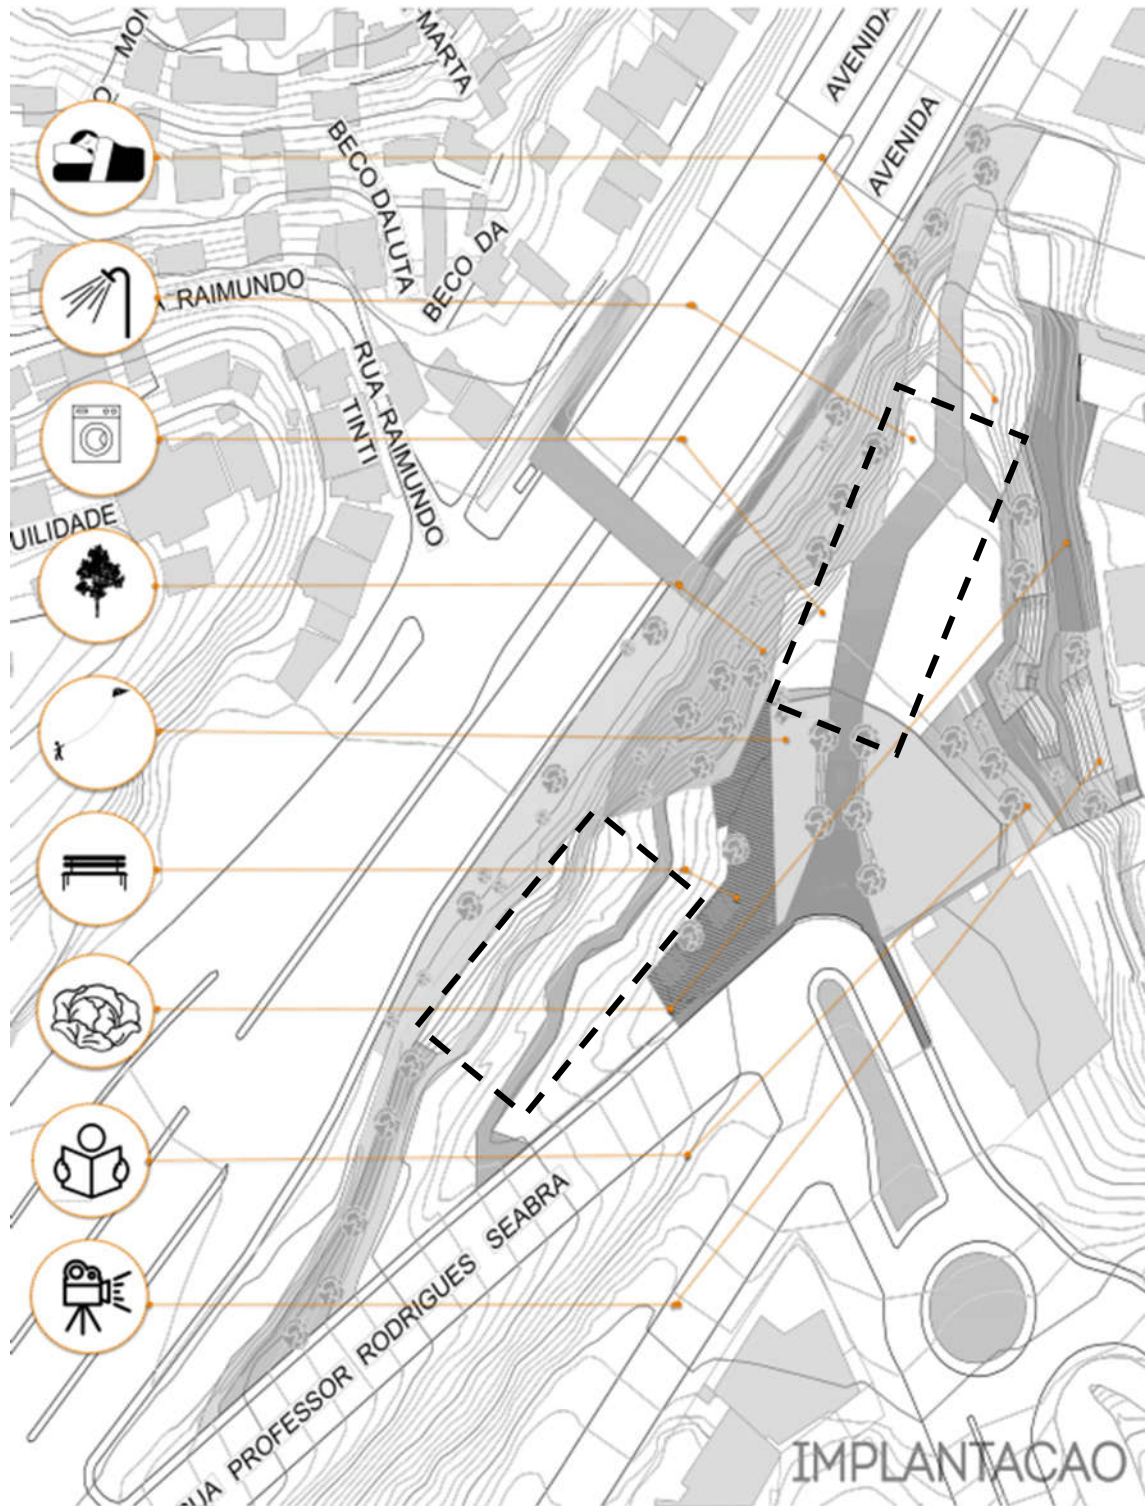 MARTA
AVENIDA
AVENIDA
BECO DALUTA
BECO DA
RAIMUNDO
RUA RAIMUNDO
TINTI
UILIDADE
RUA PROFESSOR RODRIGUES SEABRA
IMPLANTACAO